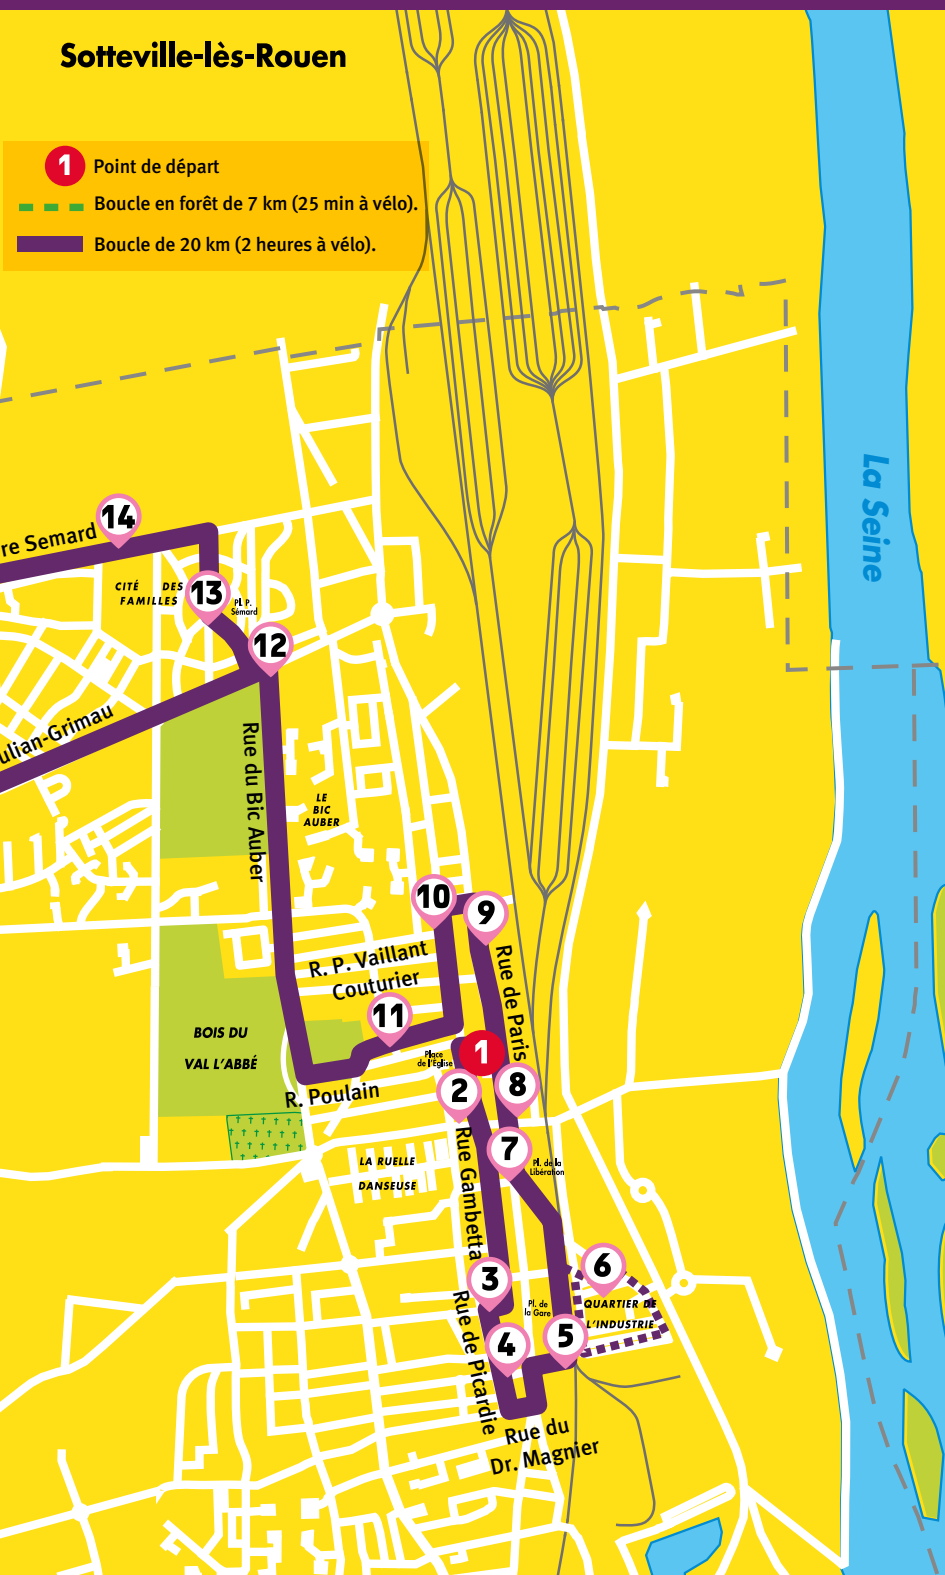 Sotteville-lès-Rouen
1 Point de départ
Boucle en forêt de 7 km (25 min à vélo).
Boucle de 20 km (2 heures à vélo).
La Seine
14
re Semard
CITÉ DES
FAMILLES
13
Pl. P.
Sémard
12
ulian-Grimau
Rue du Bic Auber
LE
BIC
AUBER
10
9
R. P. Vaillant
Couturier
Rue de Paris
11
BOIS DU
VAL L'ABBÉ
Place
de l'Église
1
2
8
R. Poulain
7
Pl. de la
Libération
LA RUELLE
DANSEUSE
Rue Gambetta
3
6
Pl. de
la Gare
QUARTIER DE
L'INDUSTRIE
4
5
Rue de Picardie
Rue du
Dr. Magnier